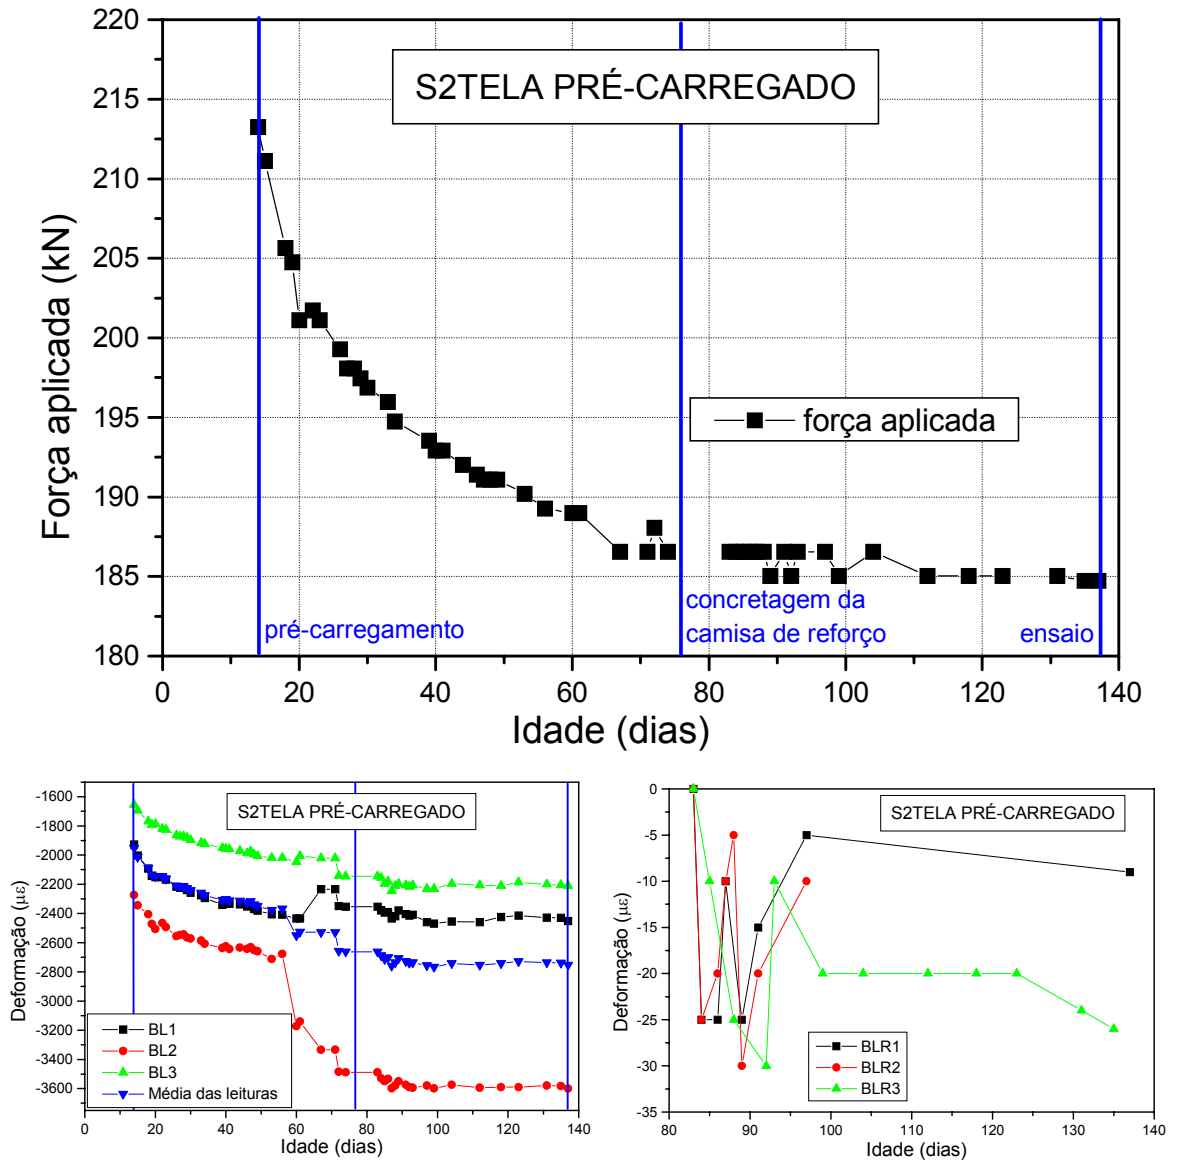 220
215
210
205
200
195
190
185
180
Força aplicada (kN)
S2TELA PRÉ-CARREGADO
força aplicada
pré-carregamento
concretagem da
camisa de reforço
ensaio
0 20 40 60 80 100 120 140
Idade (dias)
-1600
-1800
-2000
-2200
-2400
-2600
-2800
-3000
-3200
-3400
-3600
Deformação (με)
S2TELA PRÉ-CARREGADO
BL1
BL2
BL3
Média das leituras
0 20 40 60 80 100 120 140
Idade (dias)
0
-5
-10
-15
-20
-25
-30
-35
Deformação (με)
S2TELA PRÉ-CARREGADO
BLR1
BLR2
BLR3
80 90 100 110 120 130 140
Idade (dias)